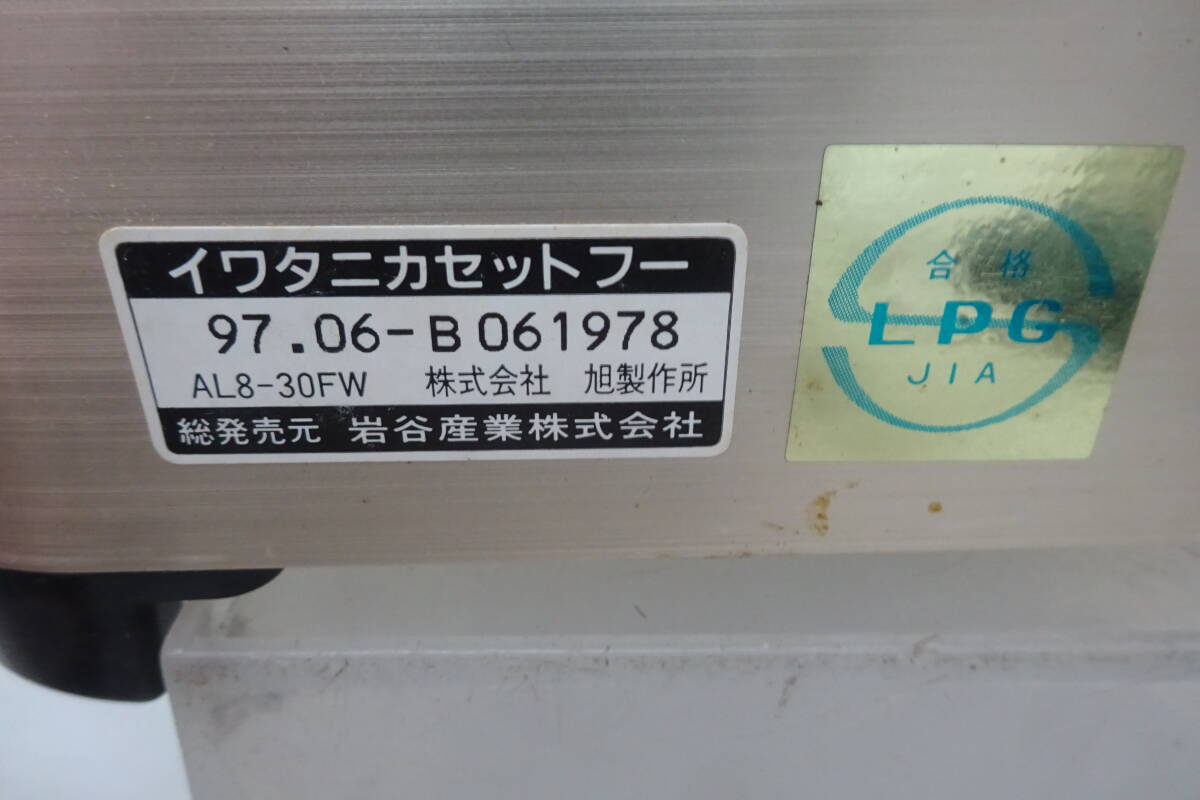 イワタニカセットフー
97.06-B061978
AL8-30FW 株式会社 旭製作所
総発売元 岩谷産業株式会社
合格
LPG
JIA